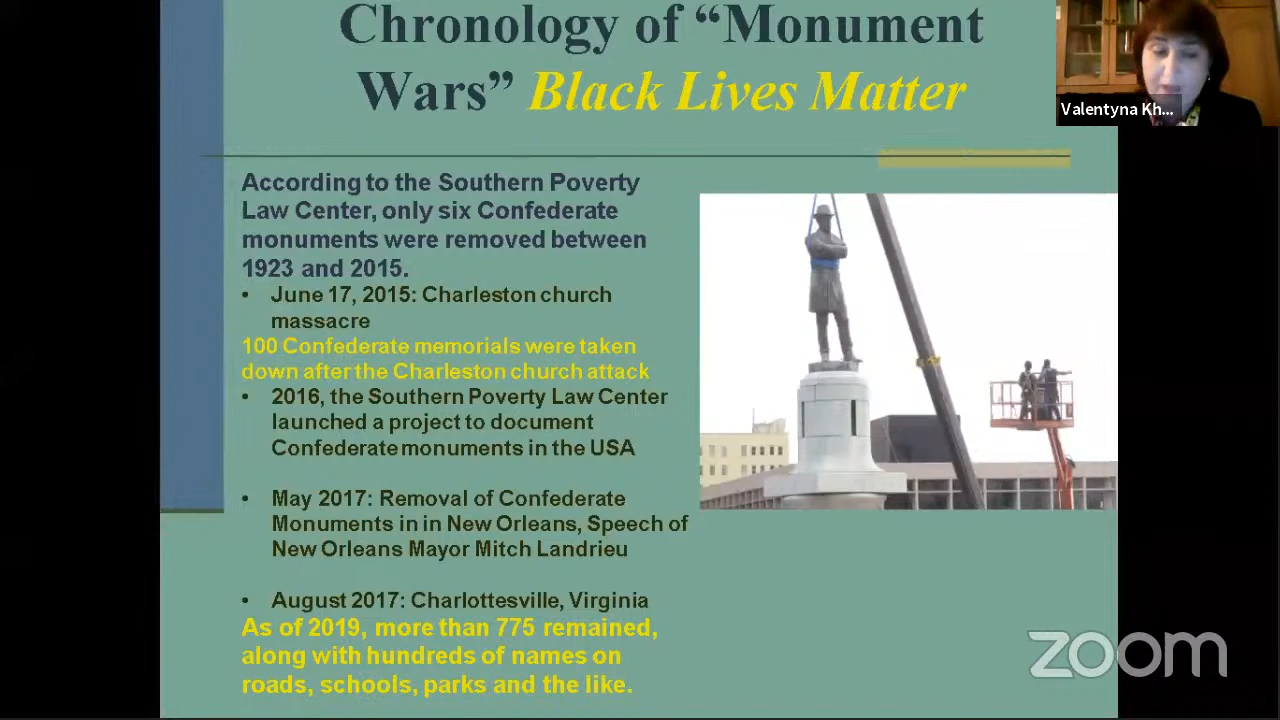 Chronology of “Monument
Wars” Black Lives Matter
Valentyna Kh...
According to the Southern Poverty
Law Center, only six Confederate
monuments were removed between
1923 and 2015.
• June 17, 2015: Charleston church
massacre
100 Confederate memorials were taken
down after the Charleston church attack
• 2016, the Southern Poverty Law Center
launched a project to document
Confederate monuments in the USA
• May 2017: Removal of Confederate
Monuments in in New Orleans, Speech of
New Orleans Mayor Mitch Landrieu
• August 2017: Charlottesville, Virginia
As of 2019, more than 775 remained,
along with hundreds of names on
roads, schools, parks and the like.
zoom